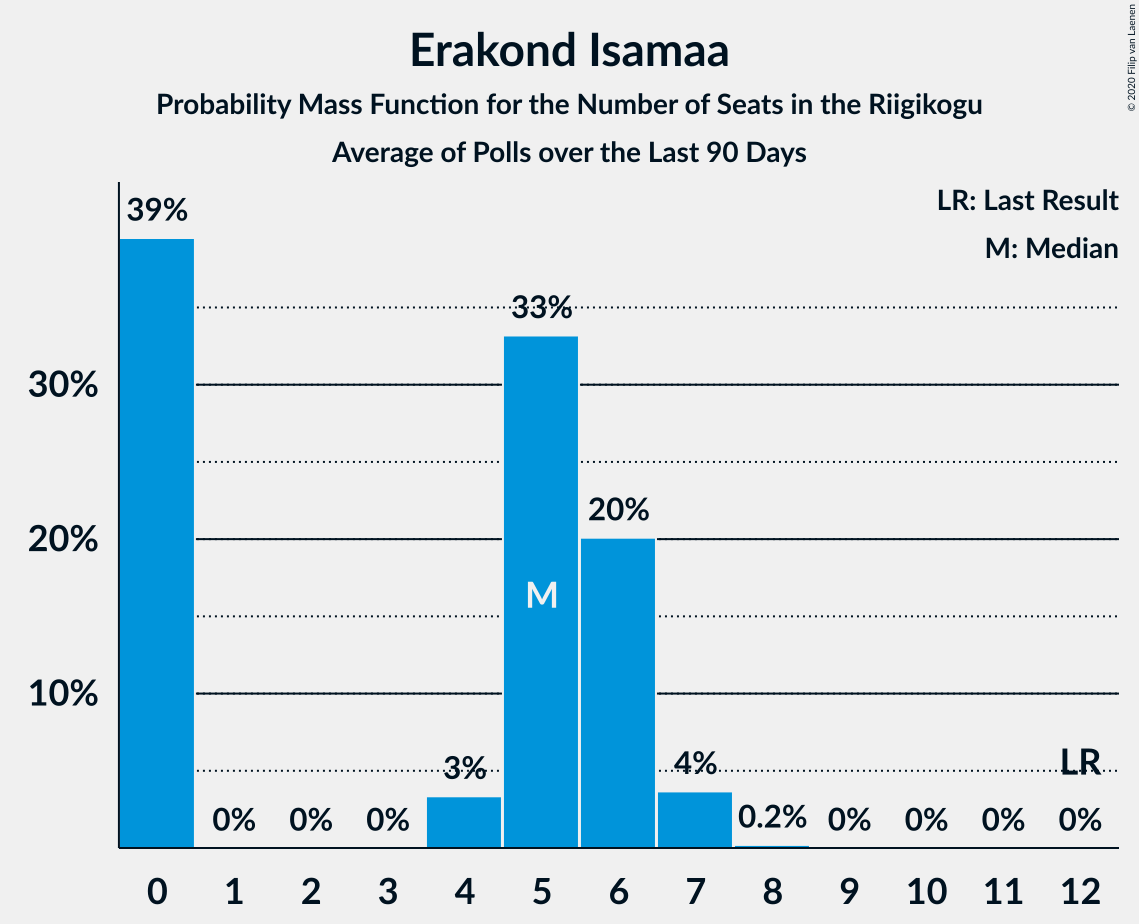 Erakond Isamaa
Probability Mass Function for the Number of Seats in the Riigikogu
Average of Polls over the Last 90 Days
© 2020 Filip van Laenen
LR: Last Result
M: Median
39%
33%
30%
20%
20%
M
10%
3%
4%
LR
0%
0%
0%
0.2%
0%
0%
0%
0%
0 1 2 3 4 5 6 7 8 9 10 11 12